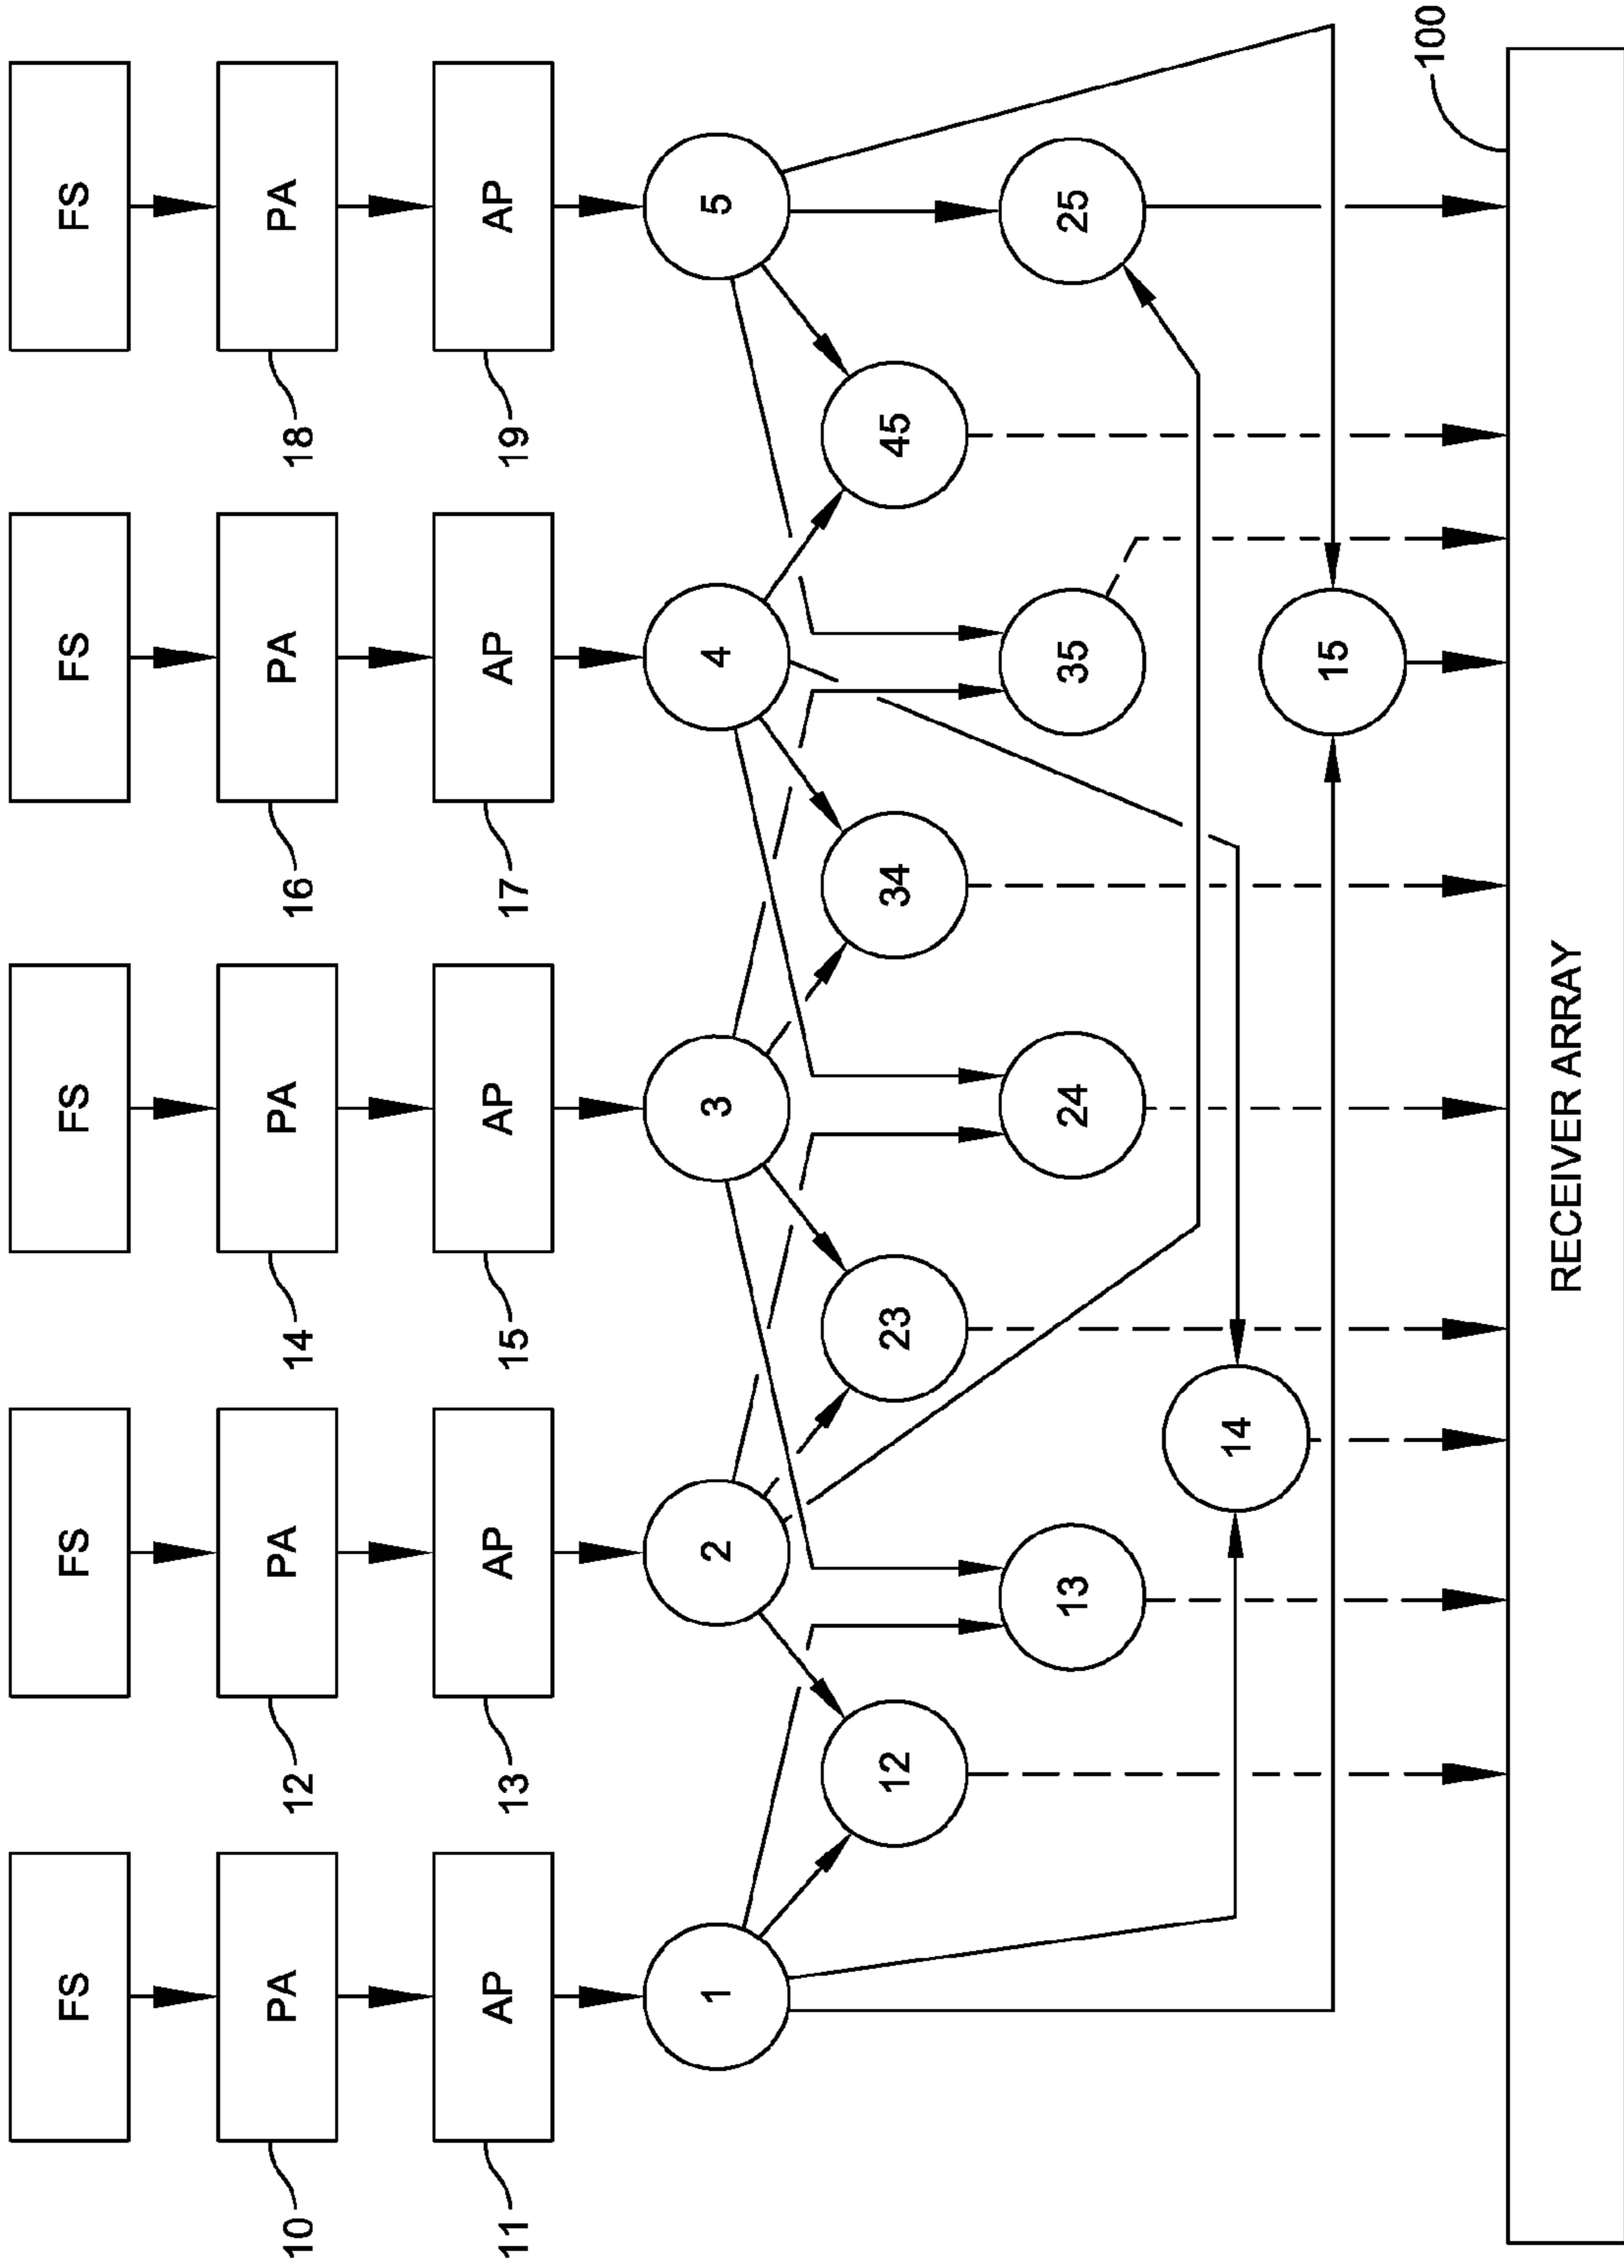 FS FS FS FS FS
PA PA PA PA PA
10 12 14 16 18
AP AP AP AP AP
11 13 15 17 19
1 2 3 4 5
12 23 34 45
13 24 35 25
14
15
100
RECEIVER ARRAY